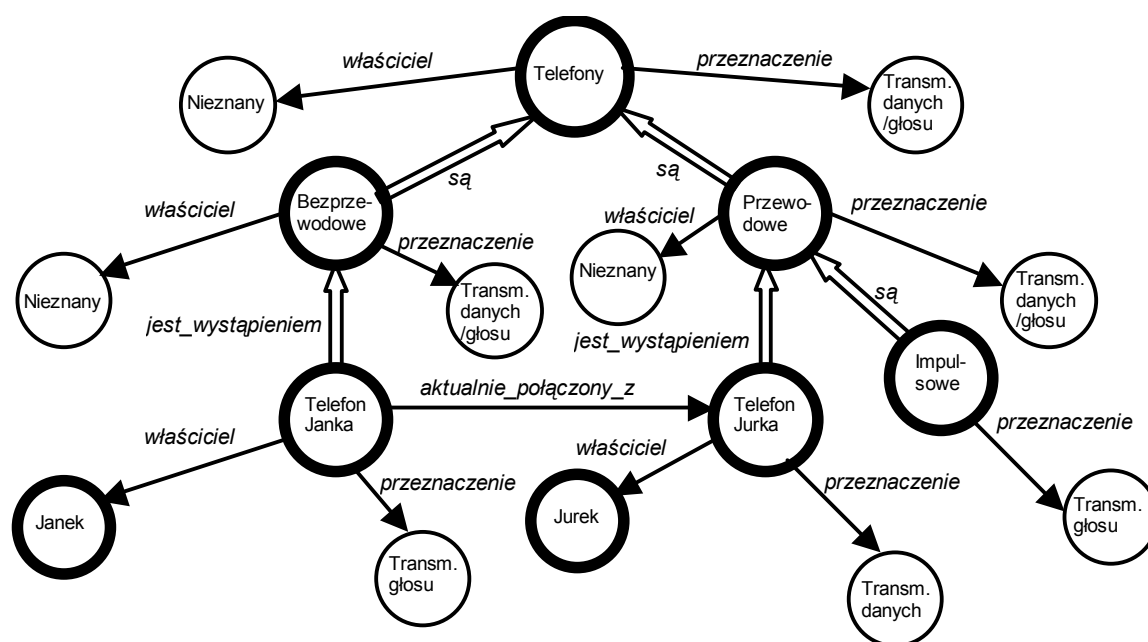 właściciel
Telefony
przeznaczenie
Nieznany
Transm.
danych
/głosu
są
są
właściciel
Bezprze-
wodowe
przeznaczenie
właściciel
Przewo-
dowe
przeznaczenie
Nieznany
Transm.
danych
/głosu
Nieznany
Transm.
danych
/głosu
są
jest_wystąpieniem
jest_wystąpieniem
Impul-
sowe
Telefon
Janka
aktualnie_połączony_z
Telefon
Jurka
właściciel
przeznaczenie
właściciel
przeznaczenie
przeznaczenie
Janek
Transm.
głosu
Jurek
Transm.
danych
Transm.
głosu